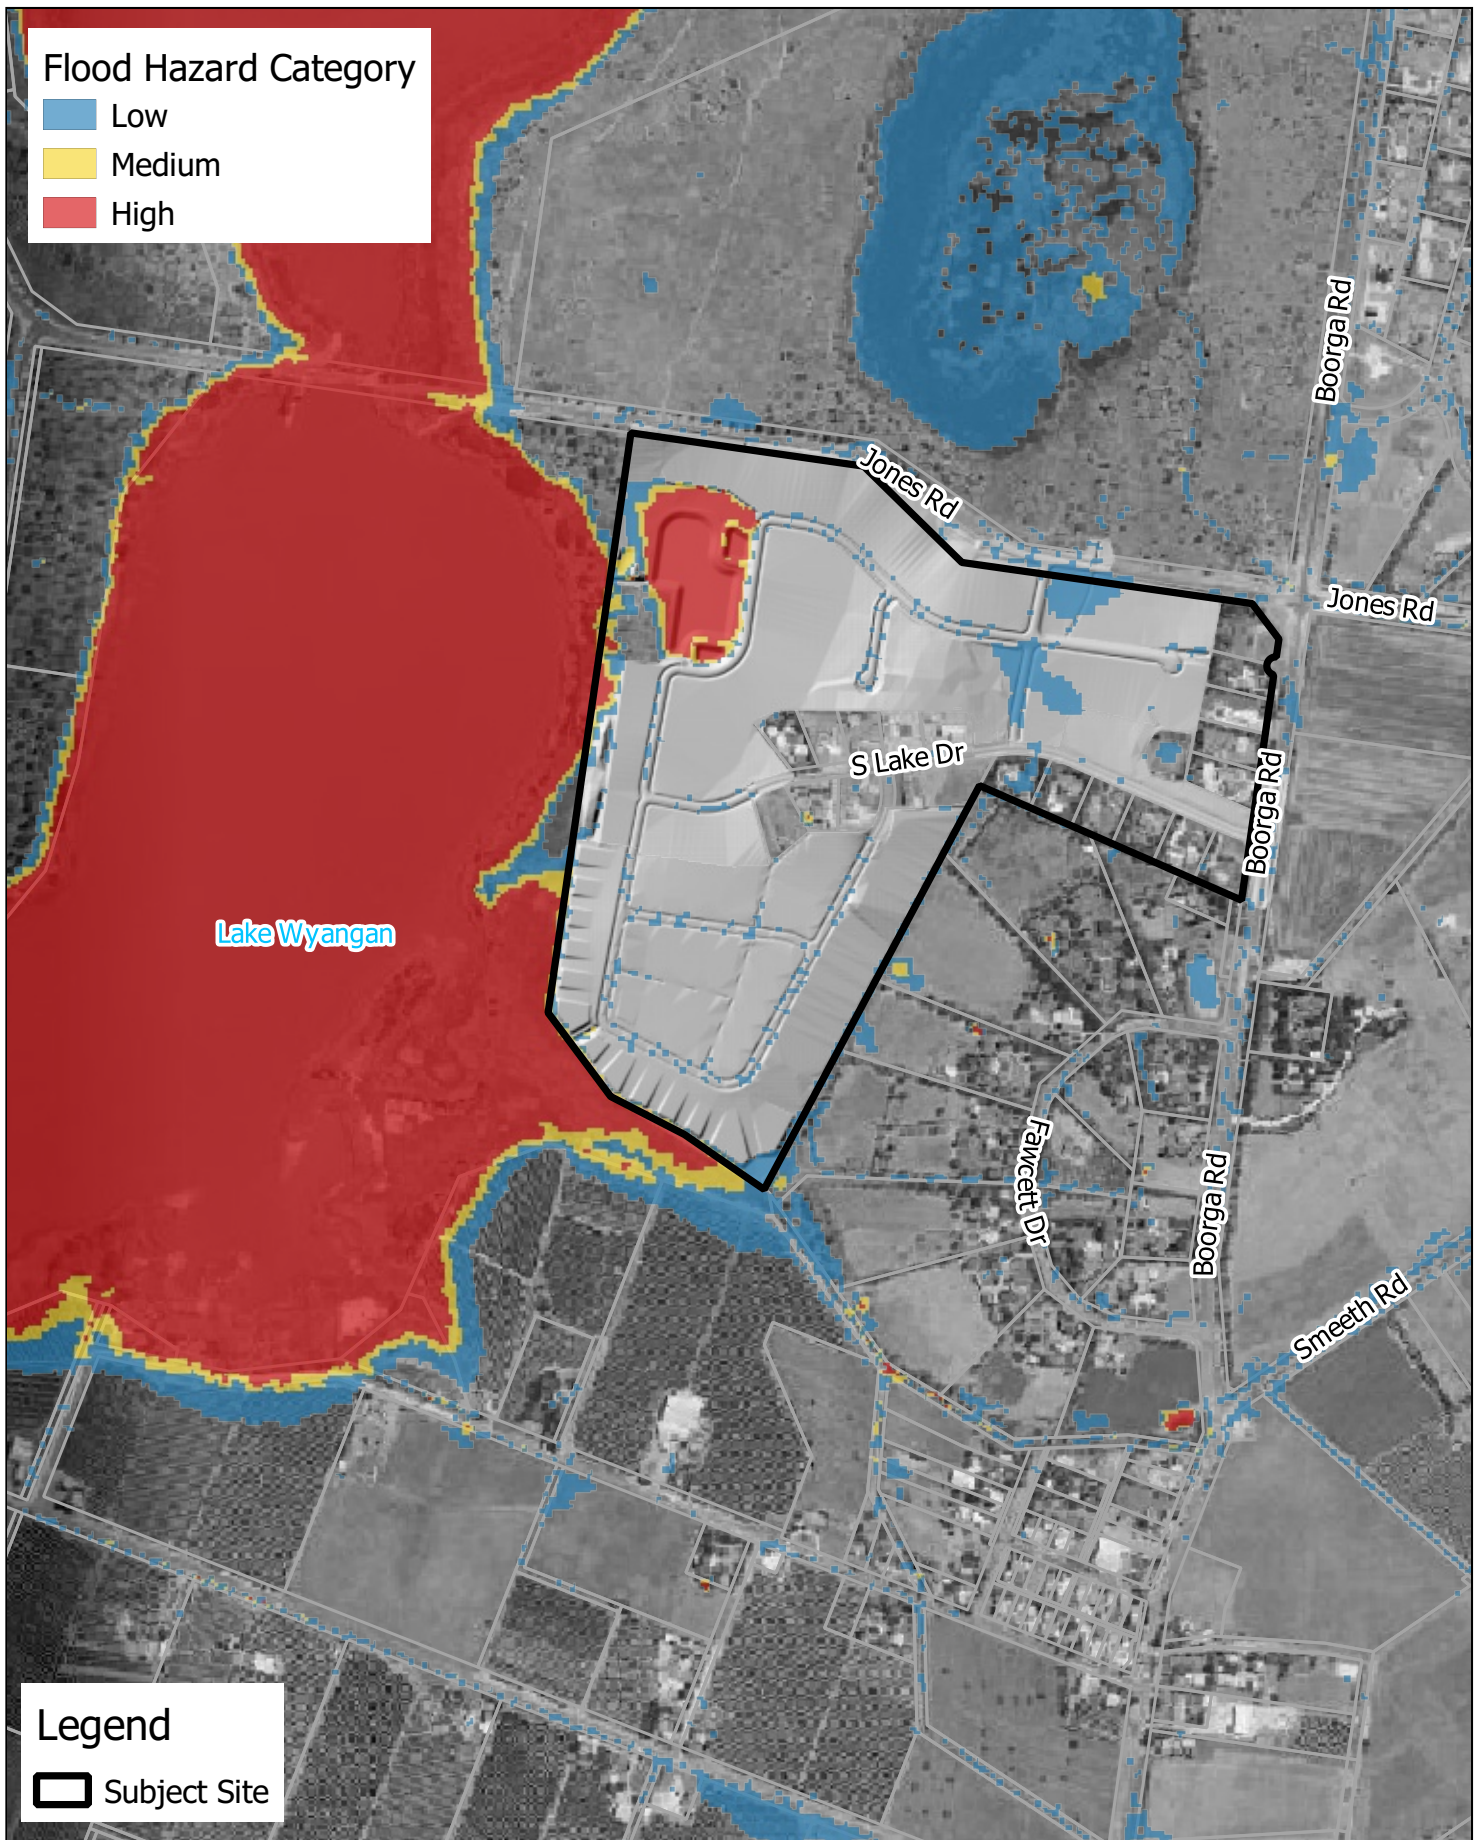 Flood Hazard Category
Low
Medium
High
Boorga Rd
Jones Rd
Jones Rd
S Lake Dr
Boorga Rd
Lake Wyangan
Fawcett Dr
Boorga Rd
Smeeth Rd
Legend
Subject Site